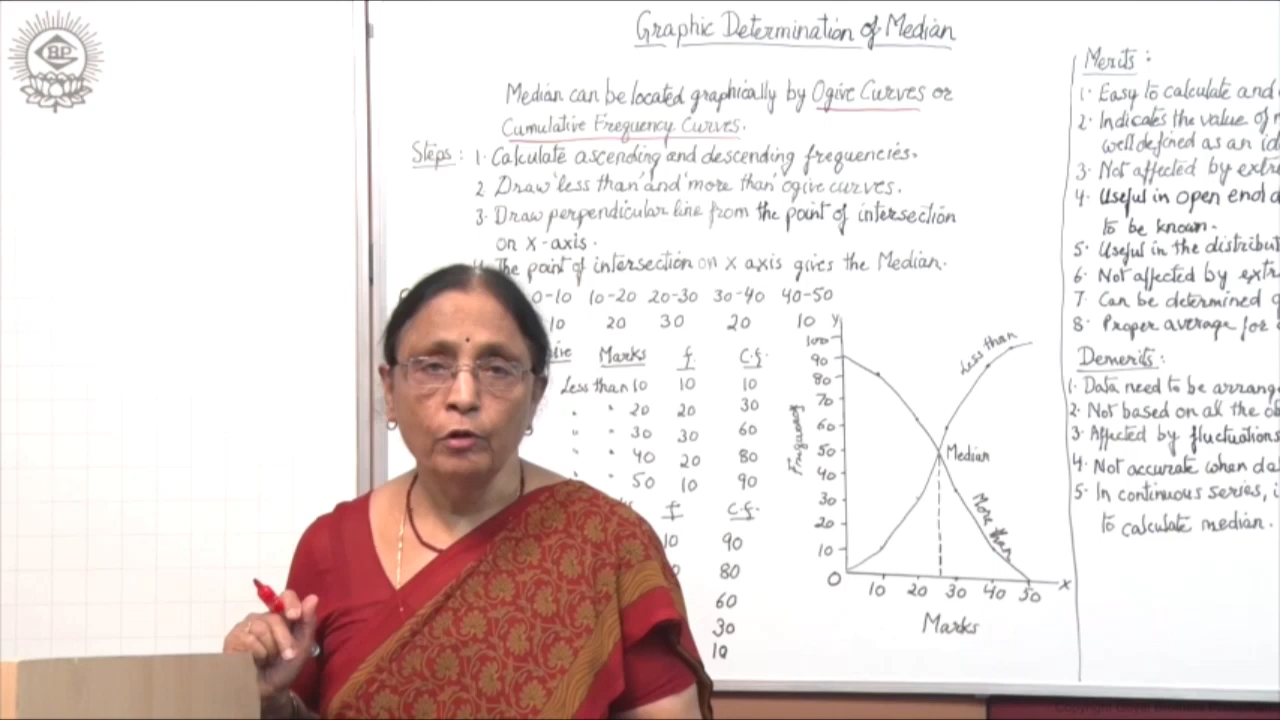 BP
Graphic Determination of Median
Median can be located graphically by Ogive Curves or
Cumulative Frequency Curves.
Steps: 1. Calculate ascending and descending frequencies.
2. Draw 'less than' and 'more than' ogive curves.
3. Draw perpendicular line from the point of intersection
on X-axis.
The point of intersection on X axis gives the Median.
0-10 10-20 20-30 30-40 40-50
10 20 30 20 10
Marks f. C.f.
Less than 10 10 10
" " 20 20 30
" " 30 30 60
" " 40 20 80
" " 50 10 90
f C.f.
10 90
80
60
30
10
Y
100
90
80
70
60
50
40
30
20
10
0
10 20 30 40 50 X
Frequency
Marks
Less than
Median
More than
Merits:
1. Easy to calculate and
2. Indicates the value of
well defined as an
3. Not affected by
4. Useful in open end
to be known.
5. Useful in the
6. Not affected by
7. Can be determined
8. Proper average for
Demerits:
1. Data need to be
2. Not based on all the
3. Affected by fluctuations
4. Not accurate when
5. In continuous series,
to calculate median.